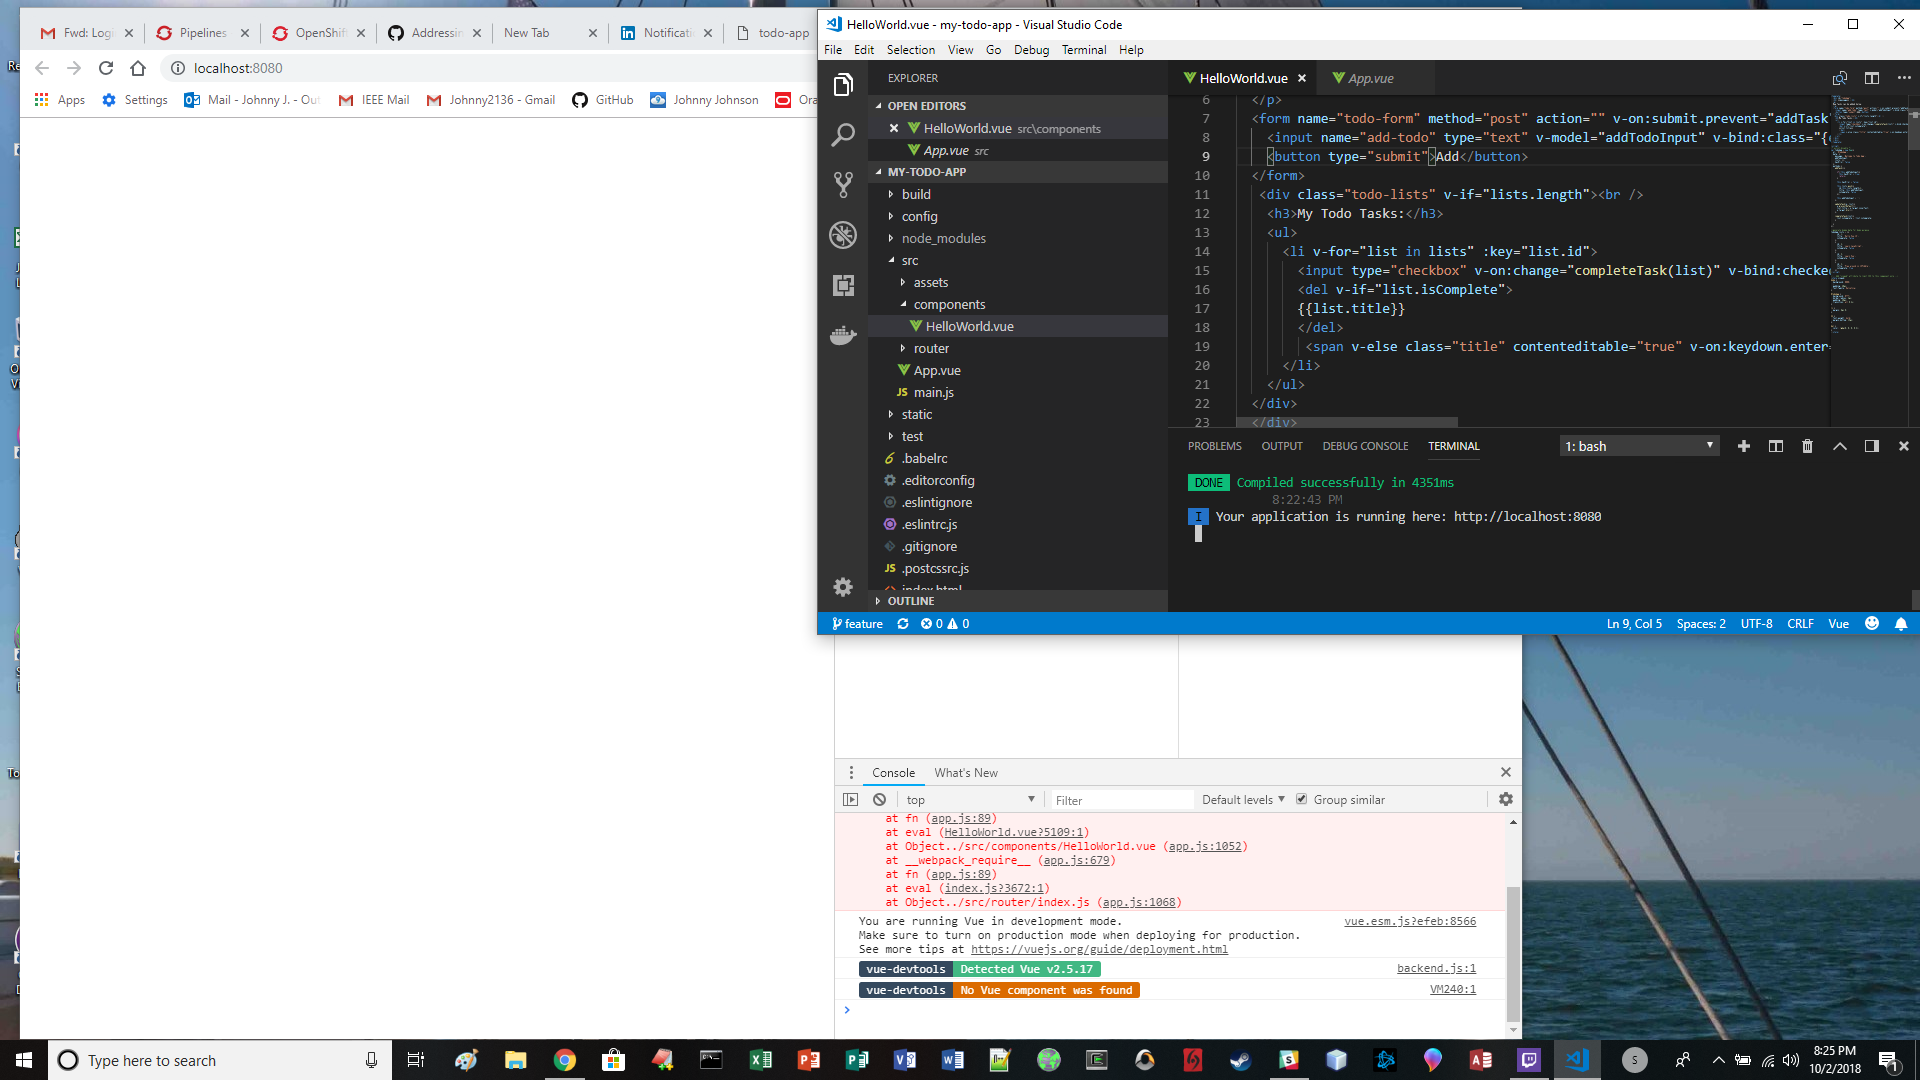 Fwd: Logi
Pipelines
OpenShif
Addressin
New Tab
Notificati
todo-app
localhost:8080
Apps
Settings
Mail - Johnny J. - Out
IEEE Mail
Johnny2136 - Gmail
GitHub
Johnny Johnson
Ora
HelloWorld.vue - my-todo-app - Visual Studio Code
File Edit Selection View Go Debug Terminal Help
EXPLORER
OPEN EDITORS
HelloWorld.vue src\components
App.vue src
MY-TODO-APP
build
config
node_modules
src
assets
components
HelloWorld.vue
router
App.vue
JS main.js
static
test
.babelrc
.editorconfig
.eslintignore
.eslintrc.js
.gitignore
JS .postcssrc.js
index.html
OUTLINE
HelloWorld.vue
App.vue
6 </p>
7 <form name="todo-form" method="post" action="" v-on:submit.prevent="addTask"
8 <input name="add-todo" type="text" v-model="addTodoInput" v-bind:class="{e
9 <button type="submit">Add</button>
10 </form>
11 <div class="todo-lists" v-if="lists.length"><br />
12 <h3>My Todo Tasks:</h3>
13 <ul>
14 <li v-for="list in lists" :key="list.id">
15 <input type="checkbox" v-on:change="completeTask(list)" v-bind:checke
16 <del v-if="list.isComplete">
17 {{list.title}}
18 </del>
19 <span v-else class="title" contenteditable="true" v-on:keydown.enter=
20 </li>
21 </ul>
22 </div>
23 </div>
PROBLEMS OUTPUT DEBUG CONSOLE TERMINAL
1: bash
DONE Compiled successfully in 4351ms
8:22:43 PM
I Your application is running here: http://localhost:8080
feature
0 0
Ln 9, Col 5 Spaces: 2 UTF-8 CRLF Vue
Console What's New
top
Filter
Default levels
Group similar
at fn (app.js:89)
at eval (HelloWorld.vue?5109:1)
at Object../src/components/HelloWorld.vue (app.js:1052)
at __webpack_require__ (app.js:679)
at fn (app.js:89)
at eval (index.js?3672:1)
at Object../src/router/index.js (app.js:1068)
You are running Vue in development mode. vue.esm.js?efeb:8566
Make sure to turn on production mode when deploying for production.
See more tips at https://vuejs.org/guide/deployment.html
vue-devtools Detected Vue v2.5.17 backend.js:1
vue-devtools No Vue component was found VM240:1
Type here to search
S
8:25 PM
10/2/2018
1